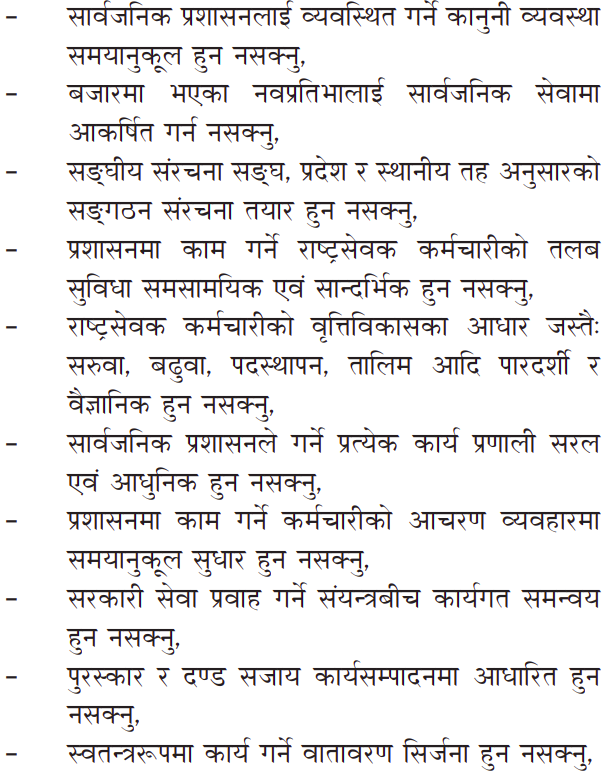 – सार्वजनिक प्रशासनलाई व्यवस्थित गर्ने कानुनी व्यवस्था
समयानुकूल हुन नसक्नु,
– बजारमा भएका नवप्रतिभालाई सार्वजनिक सेवामा
आकर्षित गर्न नसक्नु,
– सङ्घीय संरचना सङ्घ, प्रदेश र स्थानीय तह अनुसारको
सङ्गठन संरचना तयार हुन नसक्नु,
– प्रशासनमा काम गर्ने राष्ट्रसेवक कर्मचारीको तलब
सुविधा समसामयिक एवं सान्दर्भिक हुन नसक्नु,
– राष्ट्रसेवक कर्मचारीको वृत्तिविकासका आधार जस्तैः
सरुवा, बढुवा, पदस्थापन, तालिम आदि पारदर्शी र
वैज्ञानिक हुन नसक्नु,
– सार्वजनिक प्रशासनले गर्ने प्रत्येक कार्य प्रणाली सरल
एवं आधुनिक हुन नसक्नु,
– प्रशासनमा काम गर्ने कर्मचारीको आचरण व्यवहारमा
समयानुकूल सुधार हुन नसक्नु,
– सरकारी सेवा प्रवाह गर्ने संयन्त्रबीच कार्यगत समन्वय
हुन नसक्नु,
– पुरस्कार र दण्ड सजाय कार्यसम्पादनमा आधारित हुन
नसक्नु,
– स्वतन्त्ररूपमा कार्य गर्ने वातावरण सिर्जना हुन नसक्नु,